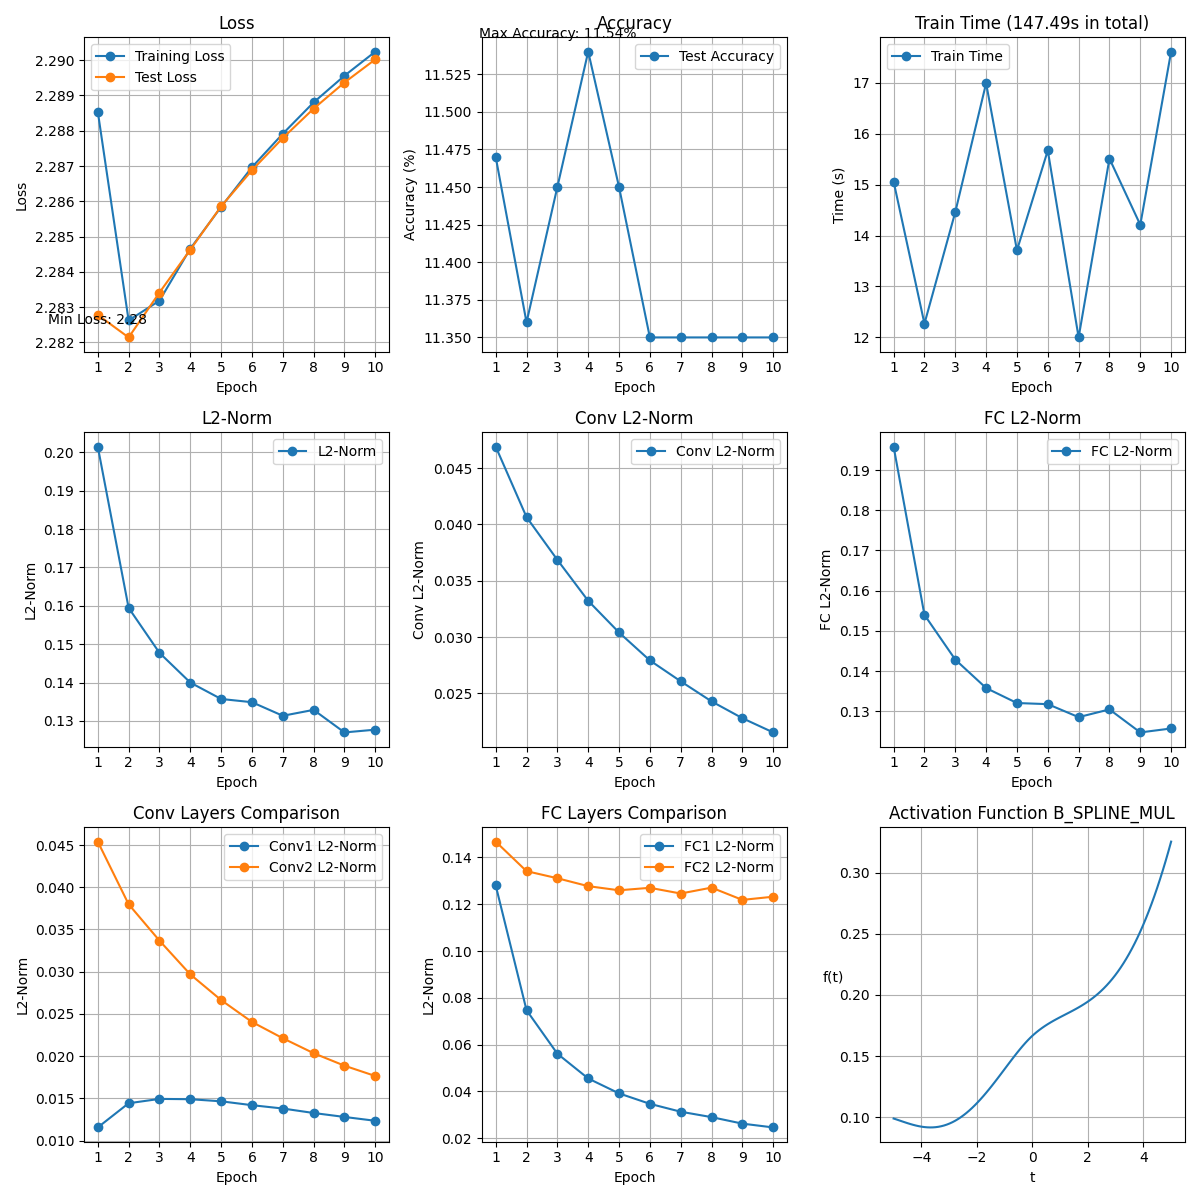 Loss
Training Loss
Test Loss
Min Loss: 2.28
2.290
2.289
2.288
2.287
2.286
2.285
2.284
2.283
2.282
Loss
1 2 3 4 5 6 7 8 9 10
Epoch
Accuracy
Max Accuracy: 11.54%
Test Accuracy
11.525
11.500
11.475
11.450
11.425
11.400
11.375
11.350
Accuracy (%)
1 2 3 4 5 6 7 8 9 10
Epoch
Train Time (147.49s in total)
Train Time
17
16
15
14
13
12
Time (s)
1 2 3 4 5 6 7 8 9 10
Epoch
L2-Norm
L2-Norm
0.20
0.19
0.18
0.17
0.16
0.15
0.14
0.13
L2-Norm
1 2 3 4 5 6 7 8 9 10
Epoch
Conv L2-Norm
Conv L2-Norm
0.045
0.040
0.035
0.030
0.025
Conv L2-Norm
1 2 3 4 5 6 7 8 9 10
Epoch
FC L2-Norm
FC L2-Norm
0.19
0.18
0.17
0.16
0.15
0.14
0.13
FC L2-Norm
1 2 3 4 5 6 7 8 9 10
Epoch
Conv Layers Comparison
Conv1 L2-Norm
Conv2 L2-Norm
0.045
0.040
0.035
0.030
0.025
0.020
0.015
0.010
L2-Norm
1 2 3 4 5 6 7 8 9 10
Epoch
FC Layers Comparison
FC1 L2-Norm
FC2 L2-Norm
0.14
0.12
0.10
0.08
0.06
0.04
0.02
L2-Norm
1 2 3 4 5 6 7 8 9 10
Epoch
Activation Function B_SPLINE_MUL
0.30
0.25
0.20
0.15
0.10
f(t)
−4 −2 0 2 4
t